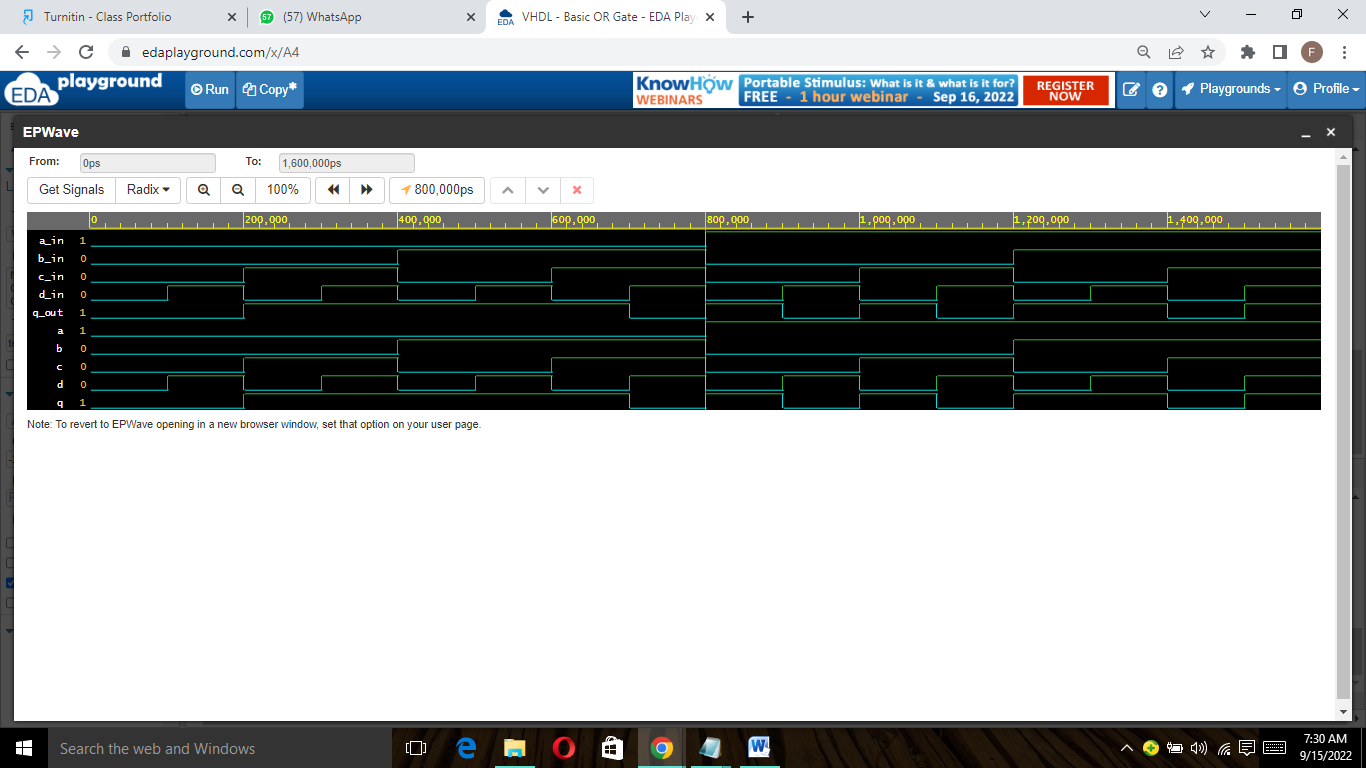 Turnitin - Class Portfolio
57
(57) WhatsApp
EDA
VHDL - Basic OR Gate - EDA Play
edaplayground.com/x/A4
F
EDA playground
Run
Copy*
KnowHow WEBINARS
Portable Stimulus: What is it & what is it for?
FREE - 1 hour webinar - Sep 16, 2022
REGISTER NOW
Playgrounds
Profile
EPWave
From: 0ps To: 1,600,000ps
Get Signals Radix 100% 800,000ps
0 200,000 400,000 600,000 800,000 1,000,000 1,200,000 1,400,000
a_in 1
b_in 0
c_in 0
d_in 0
q_out 1
a 1
b 0
c 0
d 0
q 1
Note: To revert to EPWave opening in a new browser window, set that option on your user page.
Search the web and Windows
7:30 AM
9/15/2022